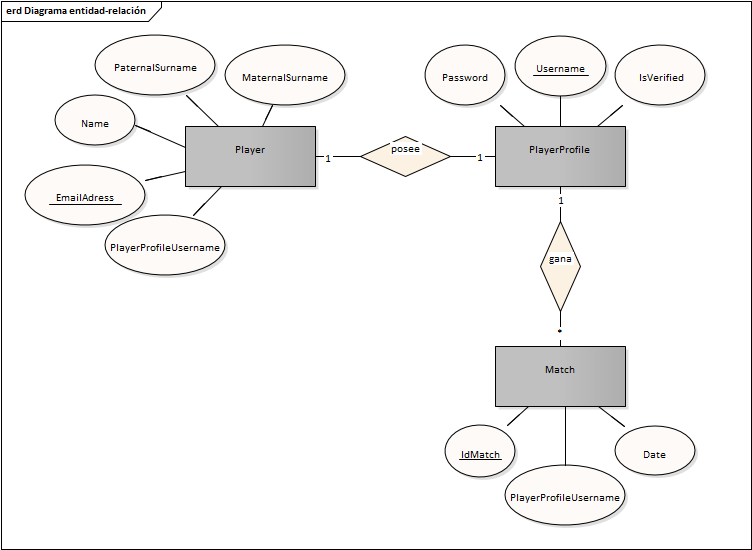 erd Diagrama entidad-relación
PaternalSurname
MaternalSurname
Name
EmailAdress
PlayerProfileUsername
Player
1
posee
1
Password
Username
IsVerified
PlayerProfile
1
gana
*
Match
IdMatch
PlayerProfileUsername
Date